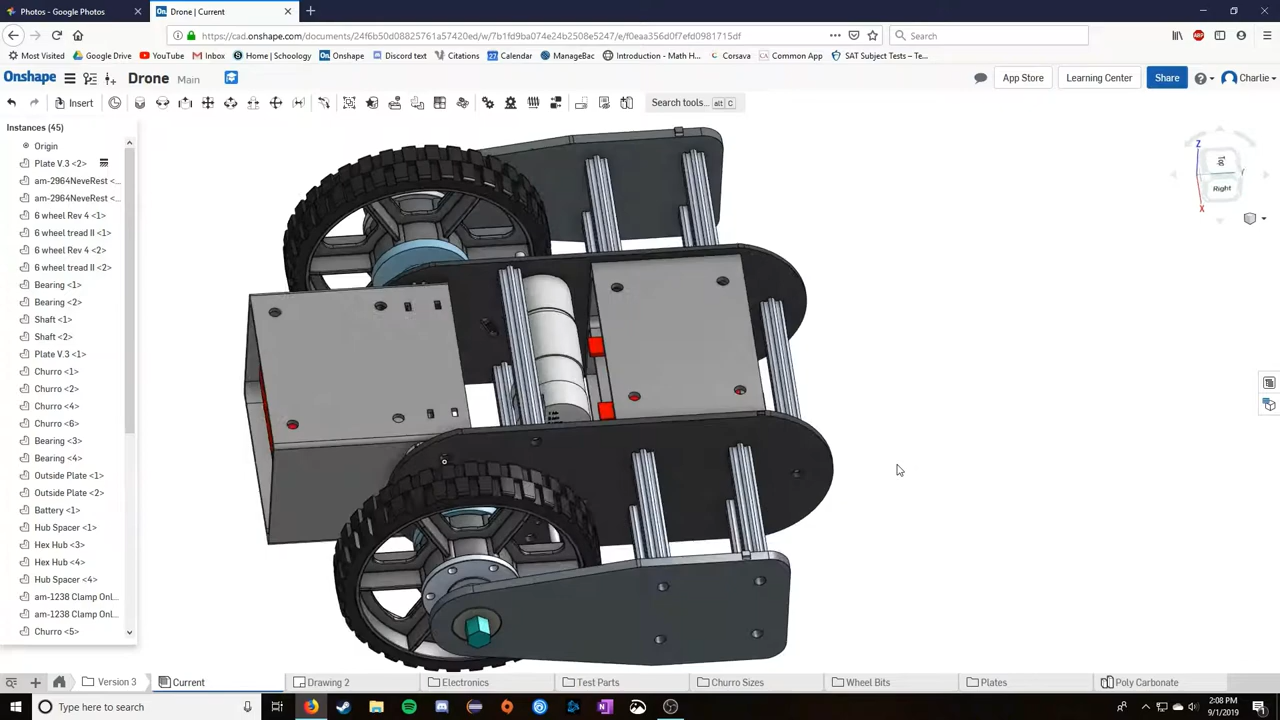 Photos - Google Photos
Drone | Current
https://cad.onshape.com/documents/24f6b50d08825761a57420ed/w/7b1fd9ba074e24b2508e5247/e/f0eaa356d0f7efd0981715df
Search
Most Visited
Google Drive
YouTube
Inbox
Home | Schoology
Onshape
Discord text
Calendar
ManageBac
Introduction - Math H...
Corsava
Common App
SAT Subject Tests – Te...
Onshape
Drone
Main
App Store
Learning Center
Share
Charlie
Insert
Search tools...
alt
C
Instances (45)
Origin
Plate V.3 <2>
am-2964NeveRest <...
am-2964NeveRest <...
6 wheel Rev 4 <1>
6 wheel tread II <1>
6 wheel Rev 4 <2>
6 wheel tread II <2>
Bearing <1>
Bearing <2>
Shaft <1>
Shaft <2>
Plate V.3 <1>
Churro <1>
Churro <2>
Churro <4>
Churro <6>
Bearing <3>
Bearing <4>
Outside Plate <1>
Outside Plate <2>
Battery <1>
Hub Spacer <1>
Hex Hub <3>
Hex Hub <4>
Hub Spacer <4>
am-1238 Clamp Onl...
am-1238 Clamp Onl...
Churro <5>
Z
X
Right
Version 3
Current
Drawing 2
Electronics
Test Parts
Churro Sizes
Wheel Bits
Plates
Poly Carbonate
Type here to search
2:08 PM
9/1/2019